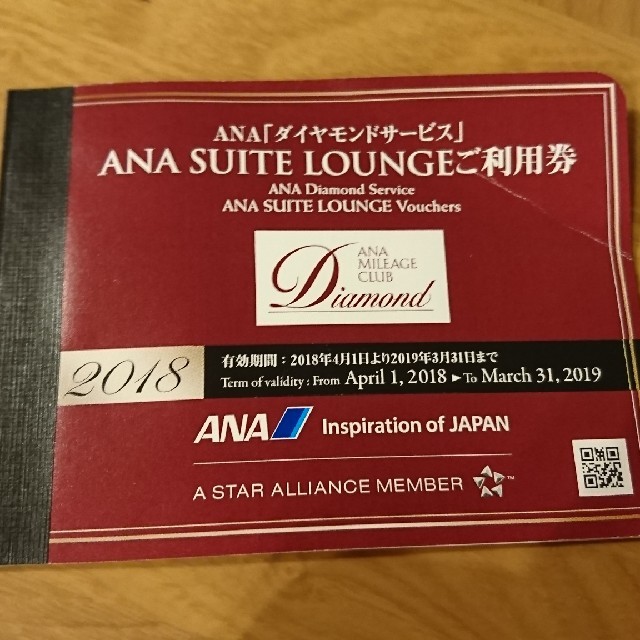 ANA「ダイヤモンドサービス」
ANA SUITE LOUNGEご利用券
ANA Diamond Service
ANA SUITE LOUNGE Vouchers
ANA
MILEAGE
CLUB
Diamond
2018
有効期間：2018年4月1日より2019年3月31日まで
Term of validity : From April 1, 2018 ►To March 31, 2019
ANA Inspiration of JAPAN
A STAR ALLIANCE MEMBER ™